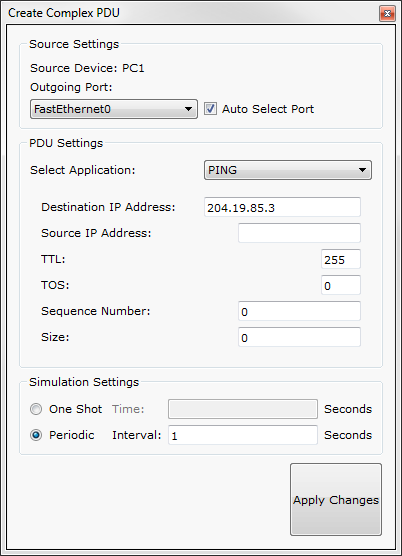 Create Complex PDU
Source Settings
Source Device: PC1
Outgoing Port:
FastEthernet0 Auto Select Port
PDU Settings
Select Application: PING
Destination IP Address: 204.19.85.3
Source IP Address:
TTL: 255
TOS: 0
Sequence Number: 0
Size: 0
Simulation Settings
One Shot Time: Seconds
Periodic Interval: 1 Seconds
Apply Changes